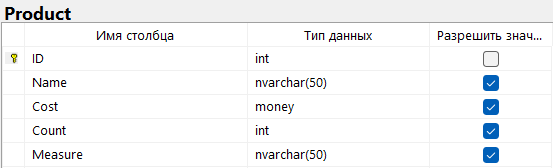 Product
Имя столбца Тип данных Разрешить знач...
ID int
Name nvarchar(50)
Cost money
Count int
Measure nvarchar(50)